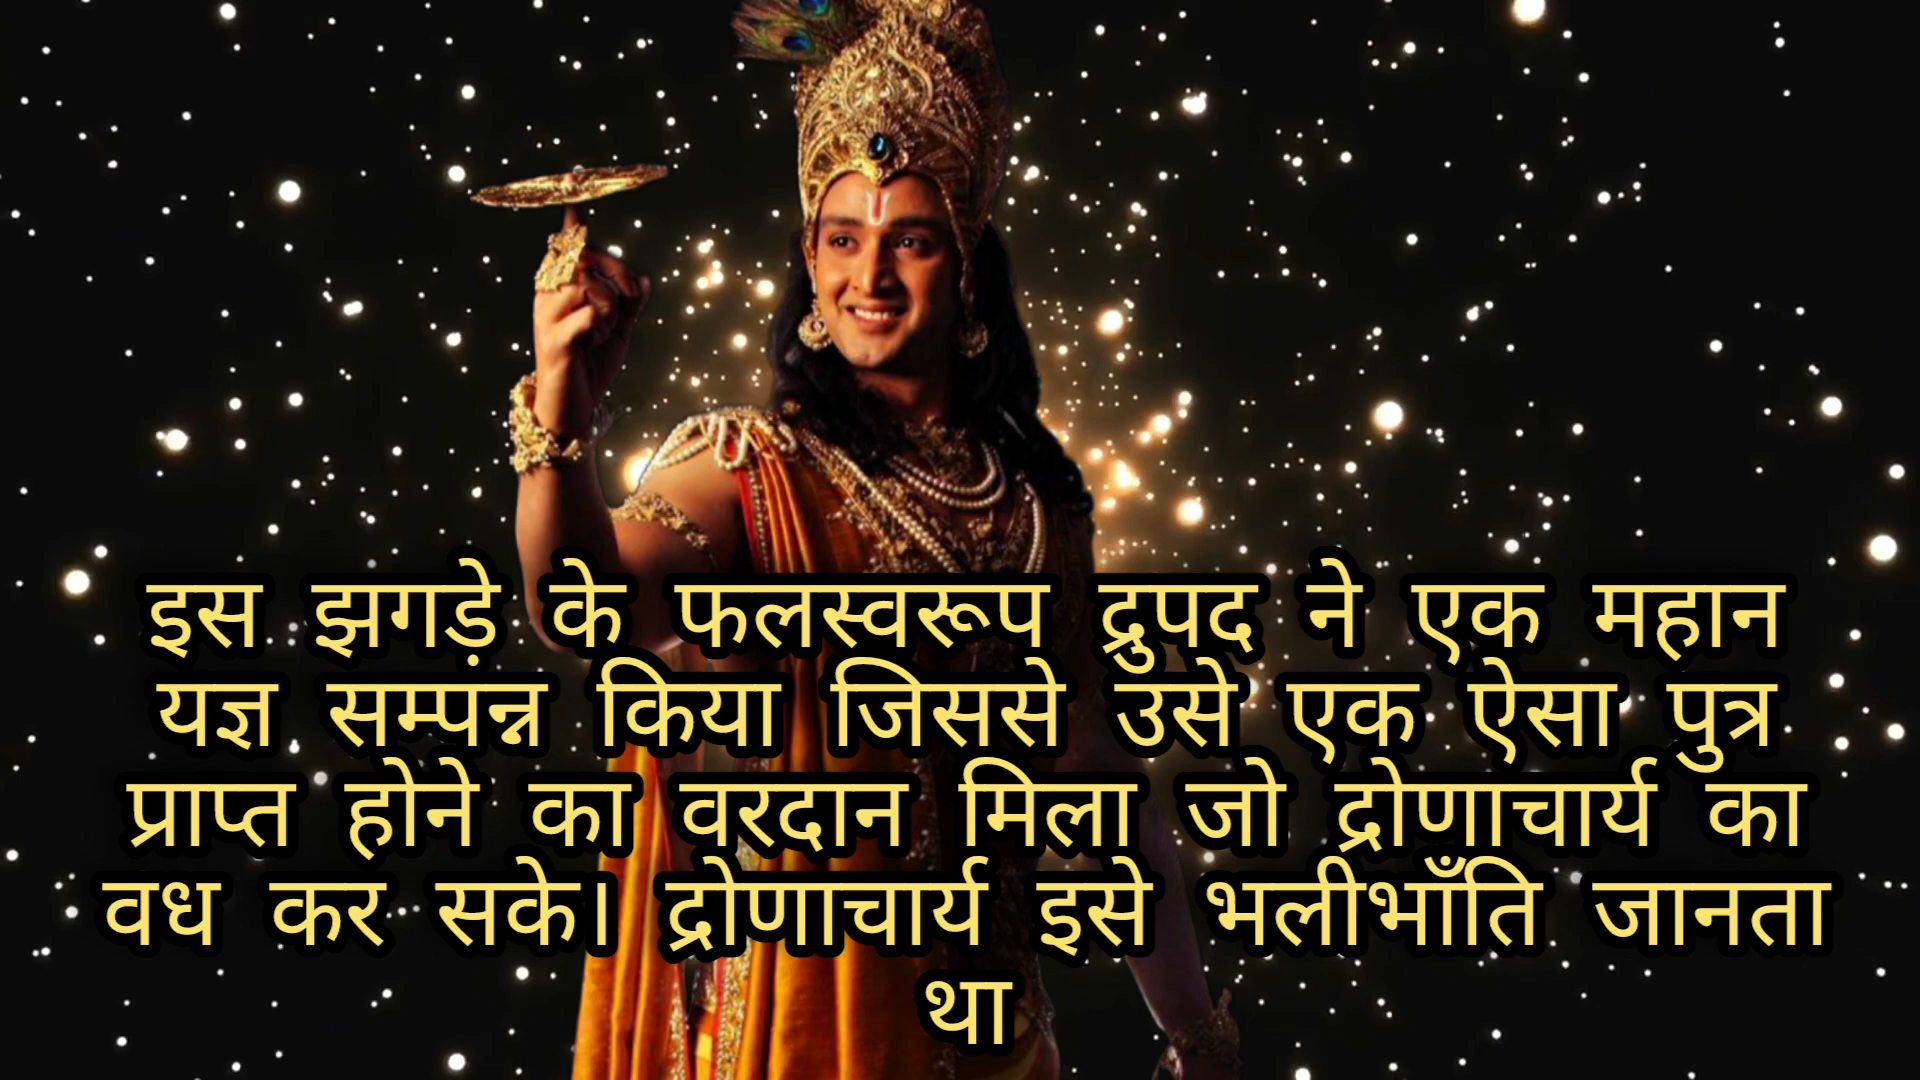 इस झगड़े के फलस्वरूप द्रुपद ने एक महान
यज्ञ सम्पंन्न किया जिससे उसे एक ऐसा पुत्र
प्राप्त होने का वरदान मिला जो द्रोणाचार्य का
वध कर सके। द्रोणाचार्य इसे भलीभाँति जानता
था